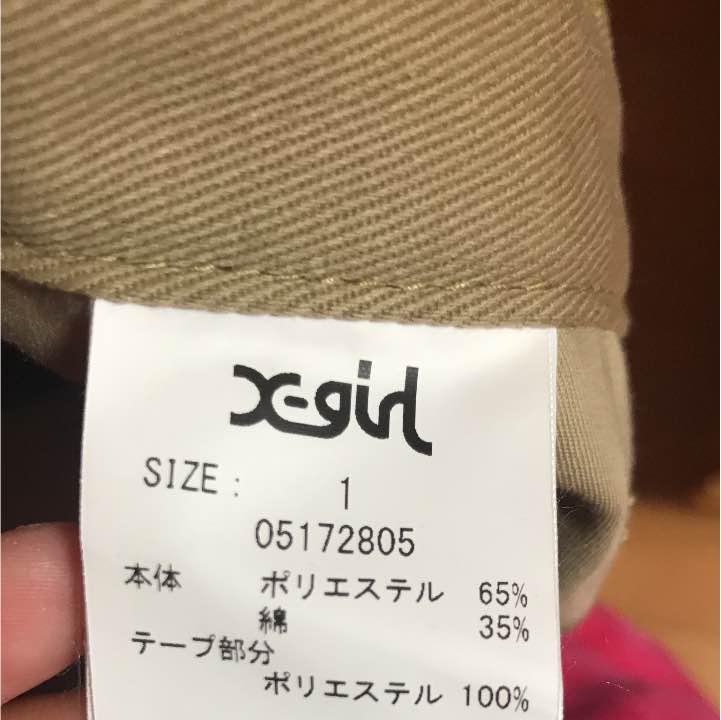 X-girl
SIZE: 1
05172805
本体 ポリエステル 65%
綿 35%
テープ部分
ポリエステル 100%